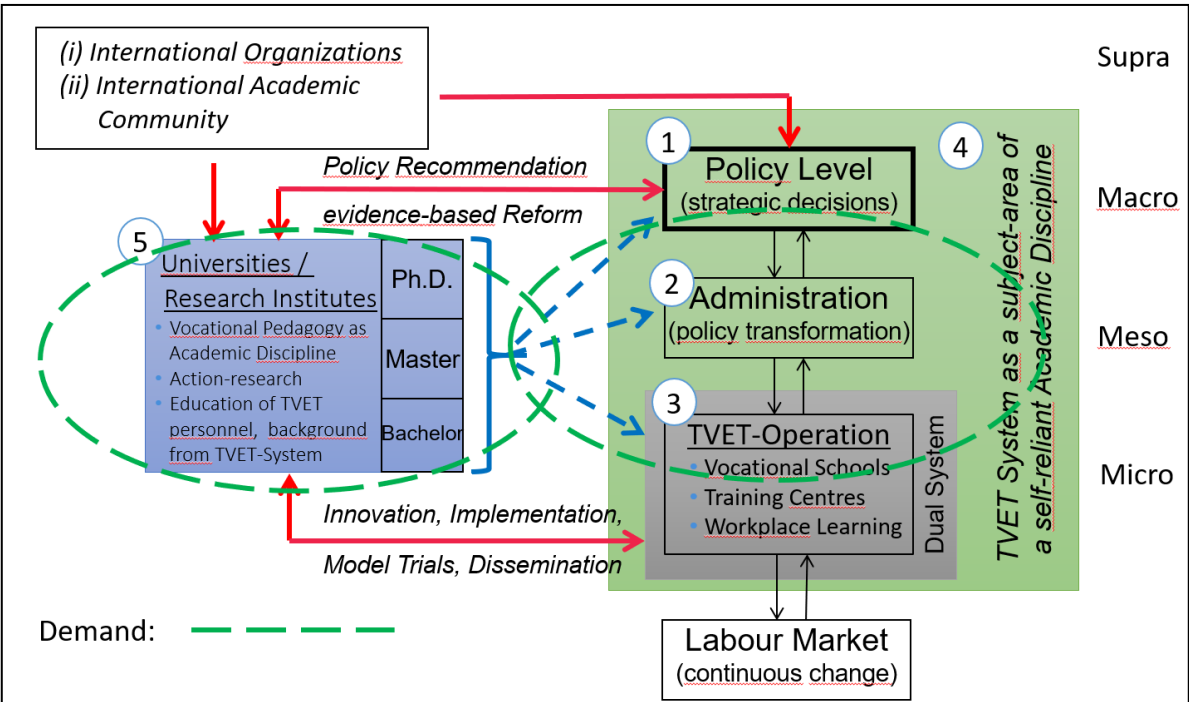 (i) International Organizations
(ii) International Academic
Community
Supra
1
4
Policy Level
(strategic decisions)
Macro
Policy Recommendation
evidence-based Reform
5
Universities /
Research Institutes
• Vocational Pedagogy as
Academic Discipline
• Action-research
• Education of TVET
personnel, background
from TVET-System
Ph.D.
Master
Bachelor
2
Administration
(policy transformation)
Meso
3
TVET-Operation
• Vocational Schools
• Training Centres
• Workplace Learning
Dual System
TVET System as a subject-area of
a self-reliant Academic Discipline
Micro
Innovation, Implementation,
Model Trials, Dissemination
Demand:
Labour Market
(continuous change)